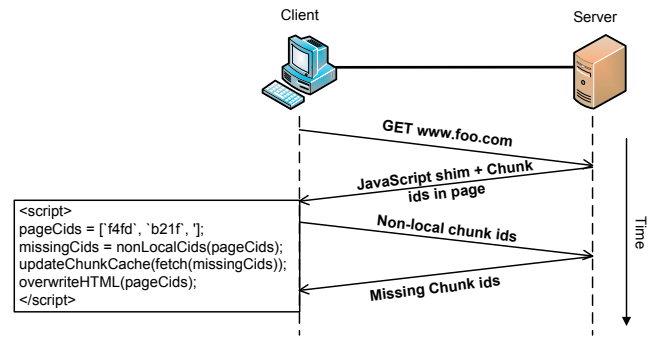 Client
Server
GET www.foo.com
JavaScript shim + Chunk
ids in page
<script>
pageCids = [`f4fd`, `b21f`, '];
missingCids = nonLocalCids(pageCids);
updateChunkCache(fetch(missingCids));
overwriteHTML(pageCids);
</script>
Non-local chunk ids
Missing Chunk ids
Time